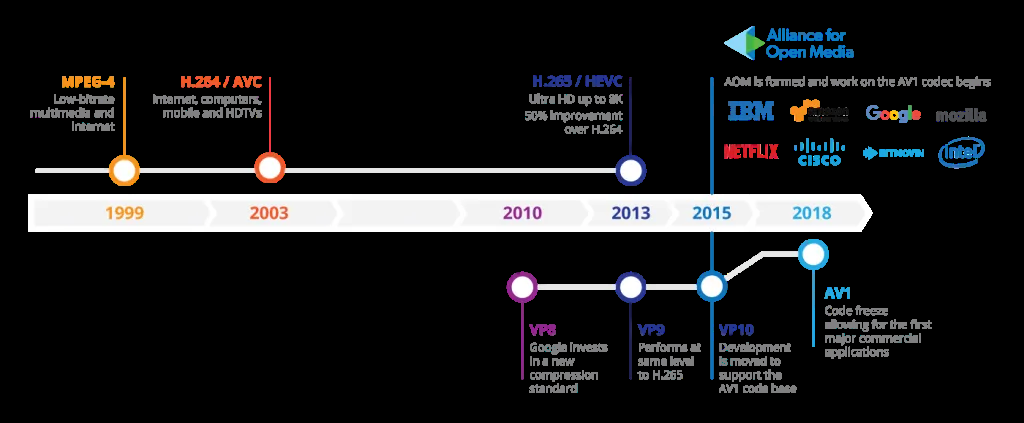 Alliance for
Open Media
AOM is formed and work on the AV1 codec begins
IBM
Google
mozilla
NETFLIX
CISCO
BITMOVIN
intel
MPEG-4
Low-bitrate
multimedia and
Internet
H.264 / AVC
Internet, computers,
mobile and HDTVs
H.265 / HEVC
Ultra HD up to 8K
50% improvement
over H.264
1999
2003
2010
2013
2015
2018
VP8
Google invests
in a new
compression
standard
VP9
Performs at
same level
to H.265
VP10
Development
is moved to
support the
AV1 code base
AV1
Code freeze
allowing for the first
major commercial
applications